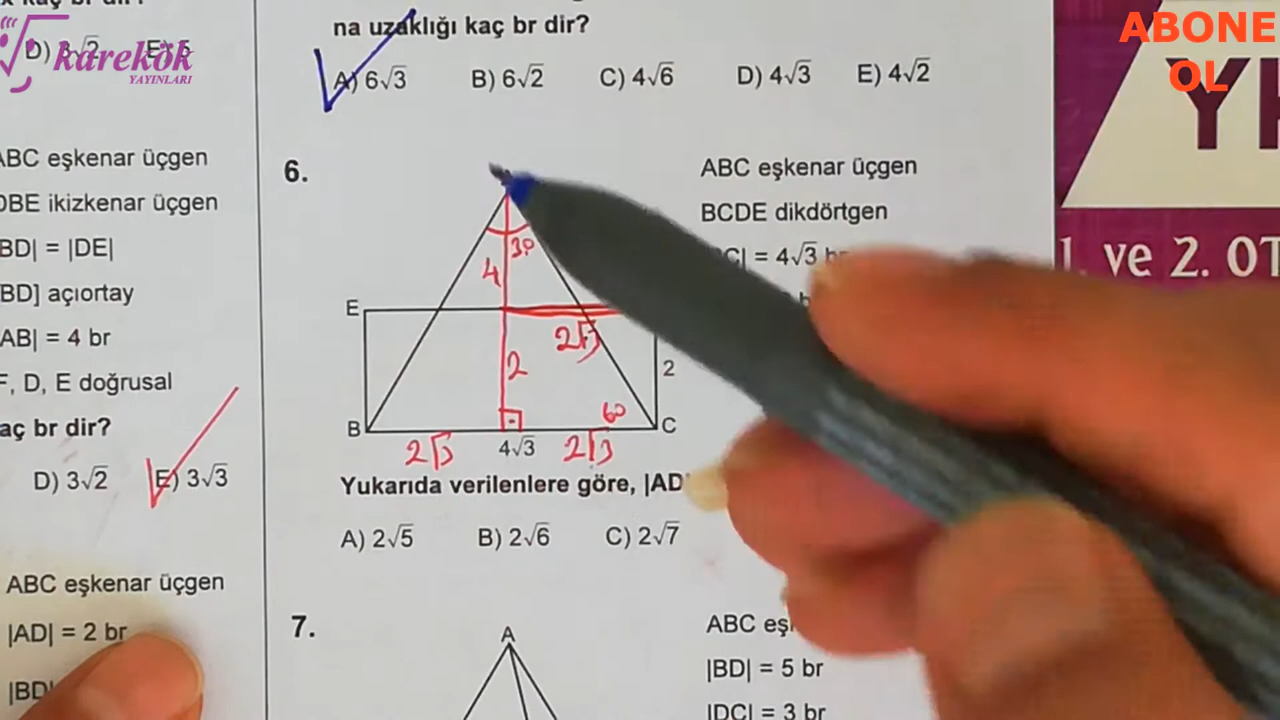 D) 3√2 E) 5
karekök
YAYINLARI
ABC eşkenar üçgen
DBE ikizkenar üçgen
|BD| = |DE|
[BD] açıortay
|AB| = 4 br
F, D, E doğrusal
kaç br dir?
D) 3√2 E) 3√3
ABC eşkenar üçgen
|AD| = 2 br
|BD|
na uzaklığı kaç br dir?
A) 6√3 B) 6√2 C) 4√6 D) 4√3 E) 4√2
6.
ABC eşkenar üçgen
BCDE dikdörtgen
C| = 4√3 br
30
4
E
2√3
2
2
60
B
C
2√3 4√3 2√3
Yukarıda verilenlere göre, |AD|
A) 2√5 B) 2√6 C) 2√7
7.
A
ABC
|BD| = 5 br
|DC| = 3 br
ABONE
OL
1. ve 2.